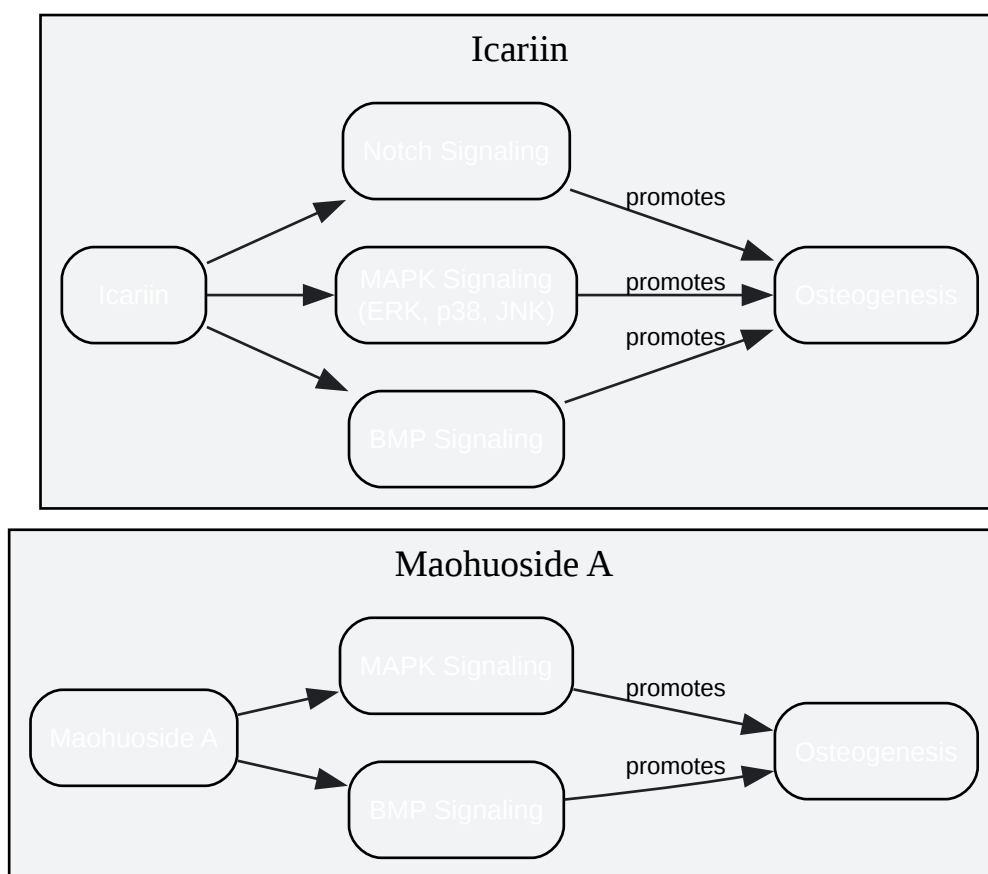 Icariin
Notch Signaling
promotes
Icariin
MAPK Signaling
(ERK, p38, JNK)
promotes
Osteogenesis
promotes
BMP Signaling
Maohuoside A
MAPK Signaling
promotes
Maohuoside A
Osteogenesis
promotes
BMP Signaling